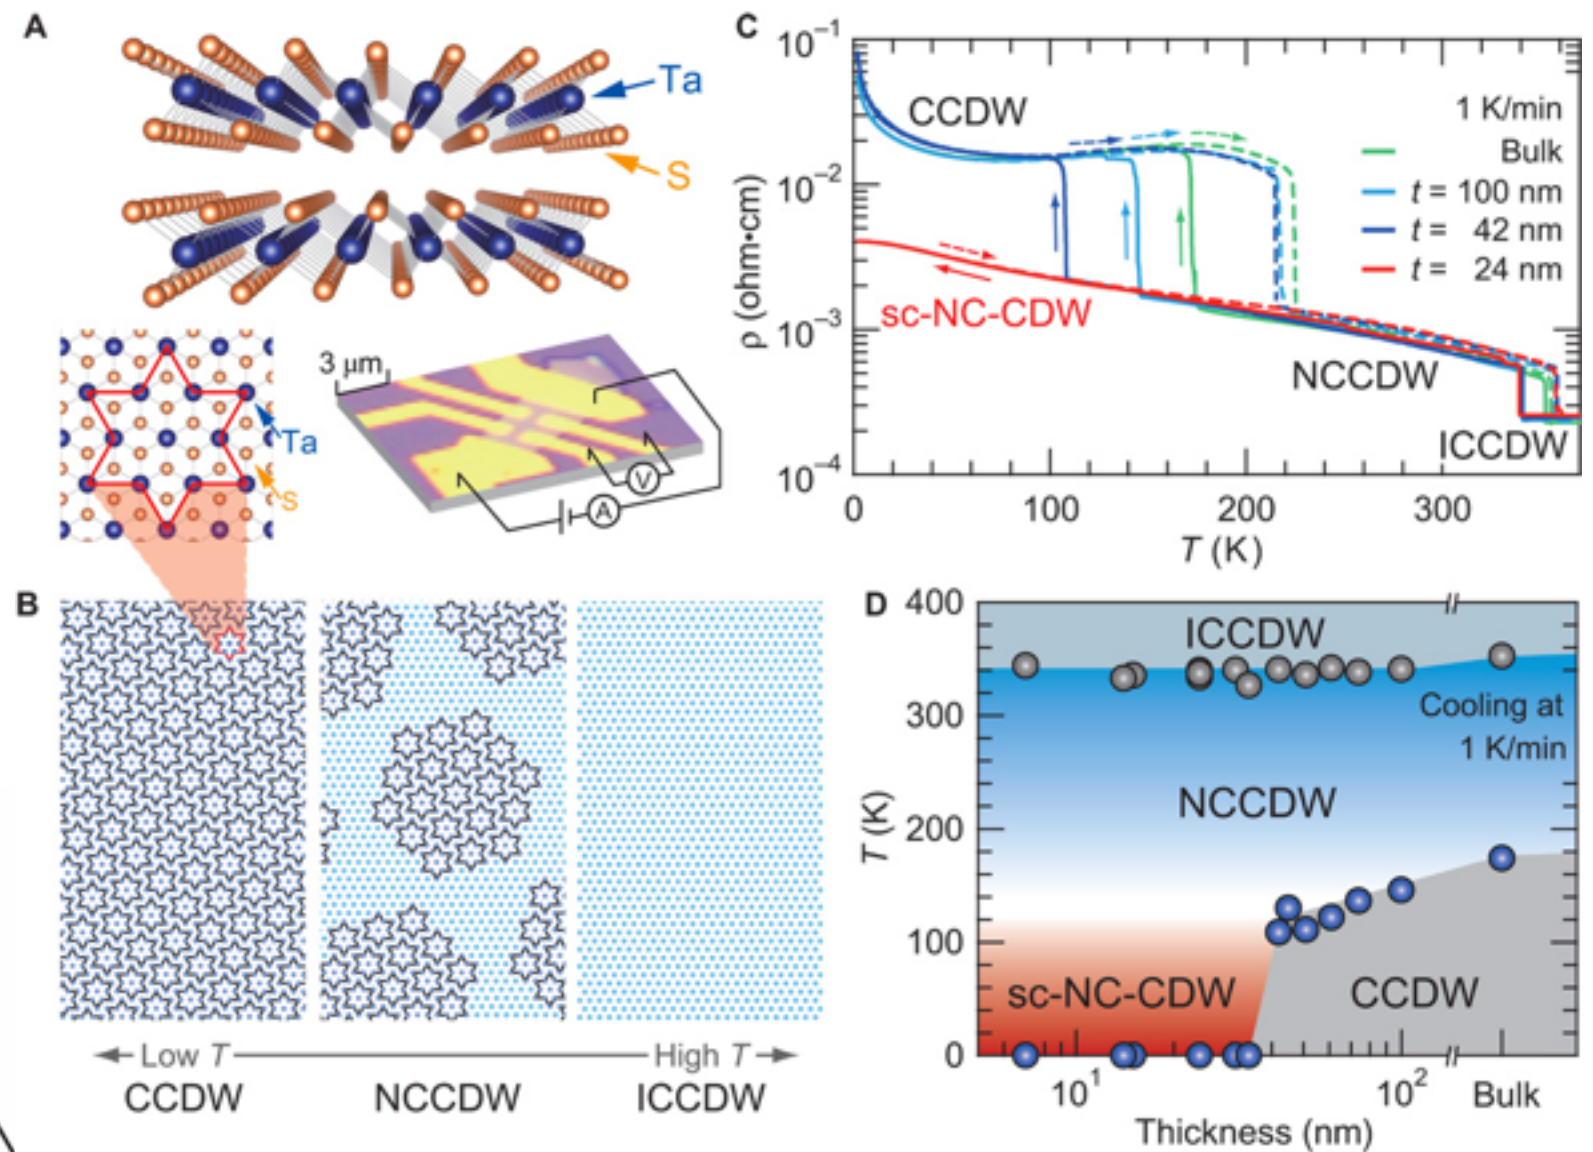 A
Ta
S
3 μm
Ta
S
V
A
B
Low T
High T
CCDW
NCCDW
ICCDW
C
10⁻¹
10⁻²
10⁻³
10⁻⁴
ρ (ohm•cm)
CCDW
1 K/min
Bulk
t = 100 nm
t = 42 nm
t = 24 nm
sc-NC-CDW
NCCDW
ICCDW
0
100
200
300
T (K)
D
400
300
200
100
0
T (K)
ICCDW
Cooling at
1 K/min
NCCDW
sc-NC-CDW
CCDW
10¹
10²
Bulk
Thickness (nm)